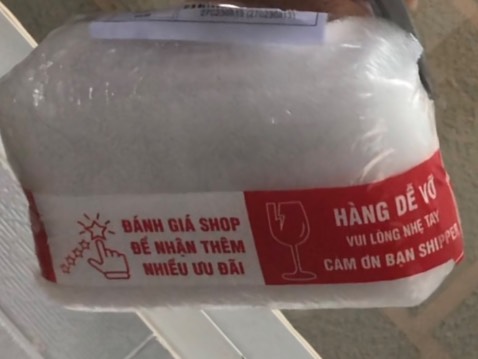 ĐÁNH GIÁ SHOP
ĐỂ NHẬN THÊM
NHIỀU ƯU ĐÃI
HÀNG DỄ VỠ
VUI LÒNG NHẸ TAY
CẢM ƠN BẠN SHIPPER